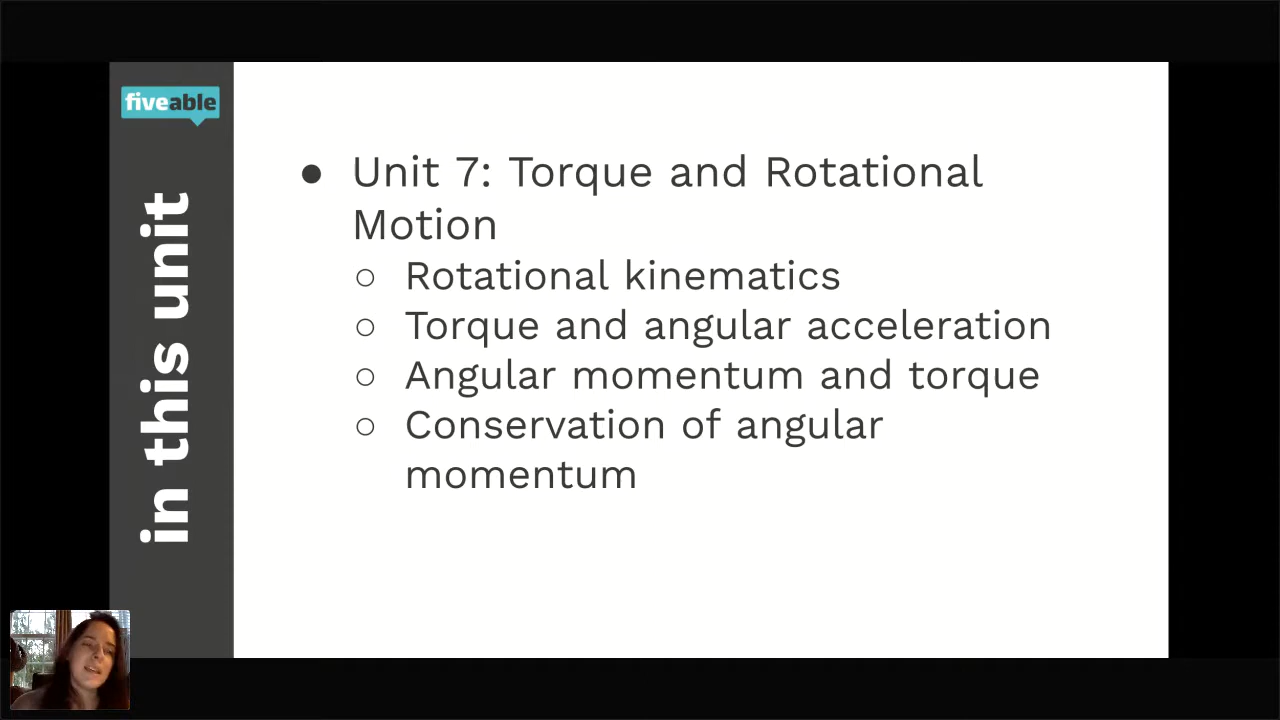 fiveable
in this unit
● Unit 7: Torque and Rotational
Motion
○ Rotational kinematics
○ Torque and angular acceleration
○ Angular momentum and torque
○ Conservation of angular
momentum